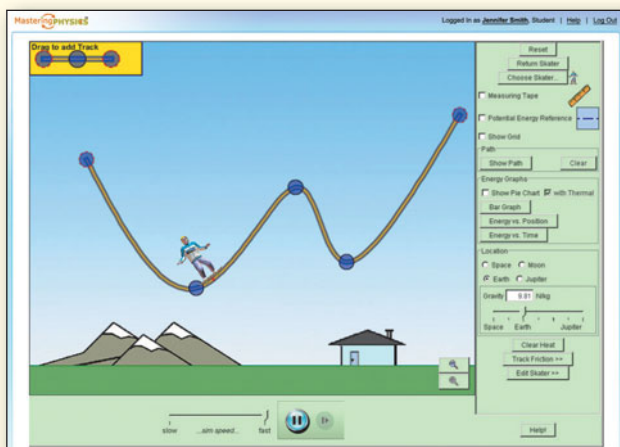 MasteringPHYSICS
Logged in as Jennifer Smith, Student | Help | Log Out
Drag to add Track
Reset
Return Skater
Choose Skater...
Measuring Tape
Potential Energy Reference
Show Grid
Path
Show Path
Clear
Energy Graphs
Show Pie Chart
with Thermal
Bar Graph
Energy vs. Position
Energy vs. Time
Location
Space
Moon
Earth
Jupiter
Gravity 9.81 N/kg
Space Earth Jupiter
Clear Heat
Track Friction >>
Edit Skater >>
slow ...sim speed... fast
Help!